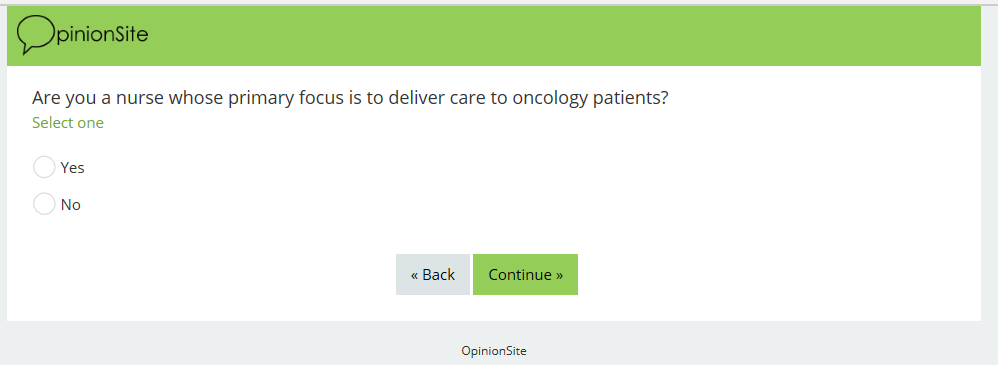 OpinionSite
Are you a nurse whose primary focus is to deliver care to oncology patients?
Select one
Yes
No
« Back
Continue »
OpinionSite